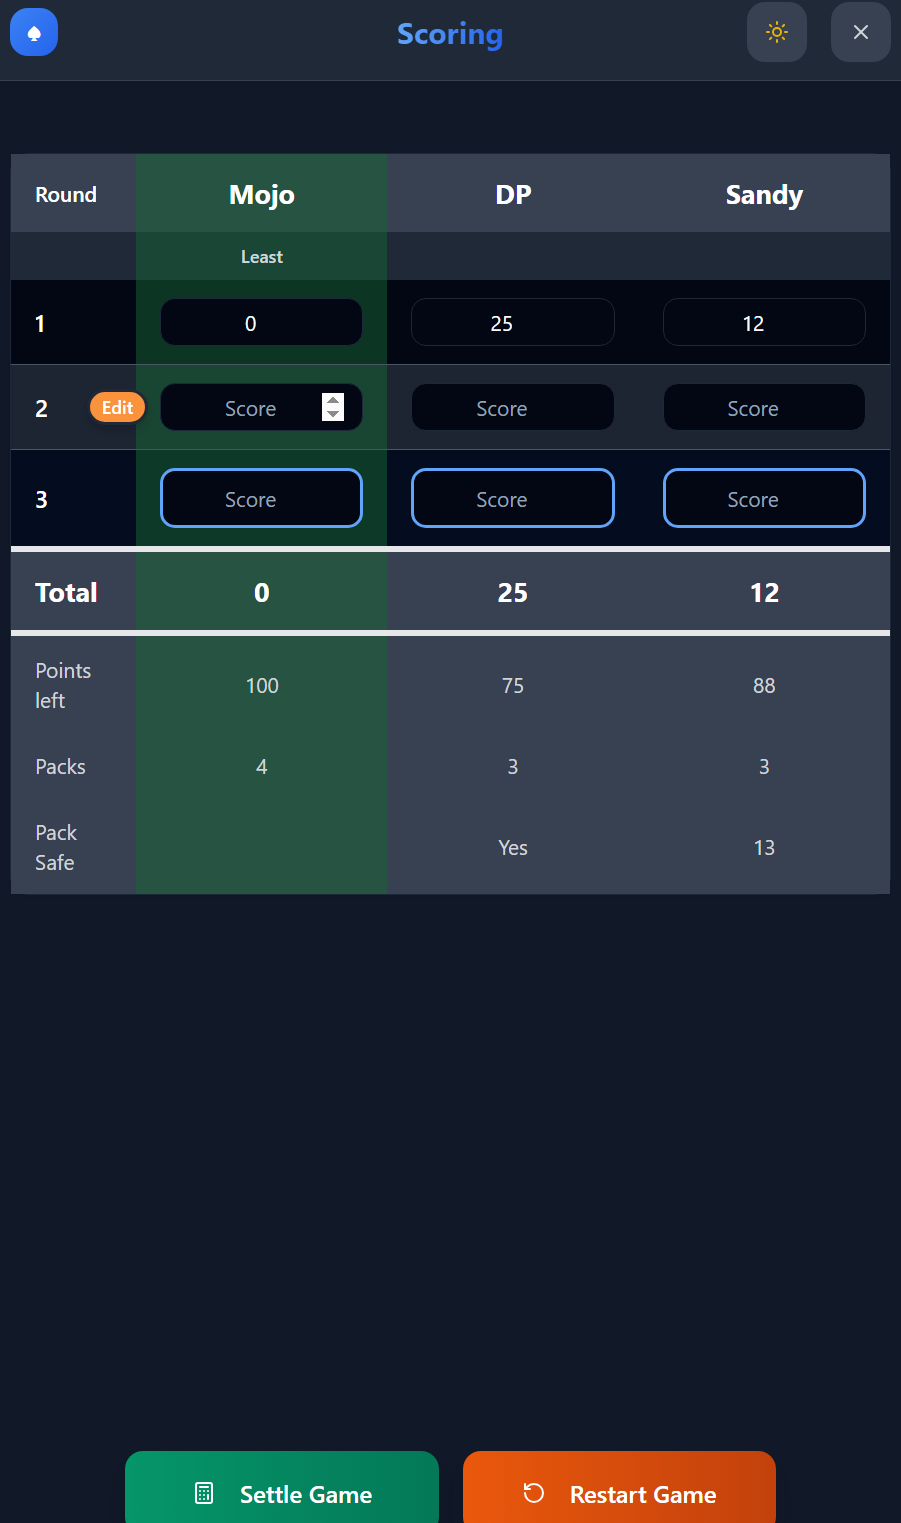 Scoring
Round Mojo DP Sandy
Least
1 0 25 12
2 Edit Score Score Score
3 Score Score Score
Total 0 25 12
Points left 100 75 88
Packs 4 3 3
Pack Safe Yes 13
Settle Game Restart Game